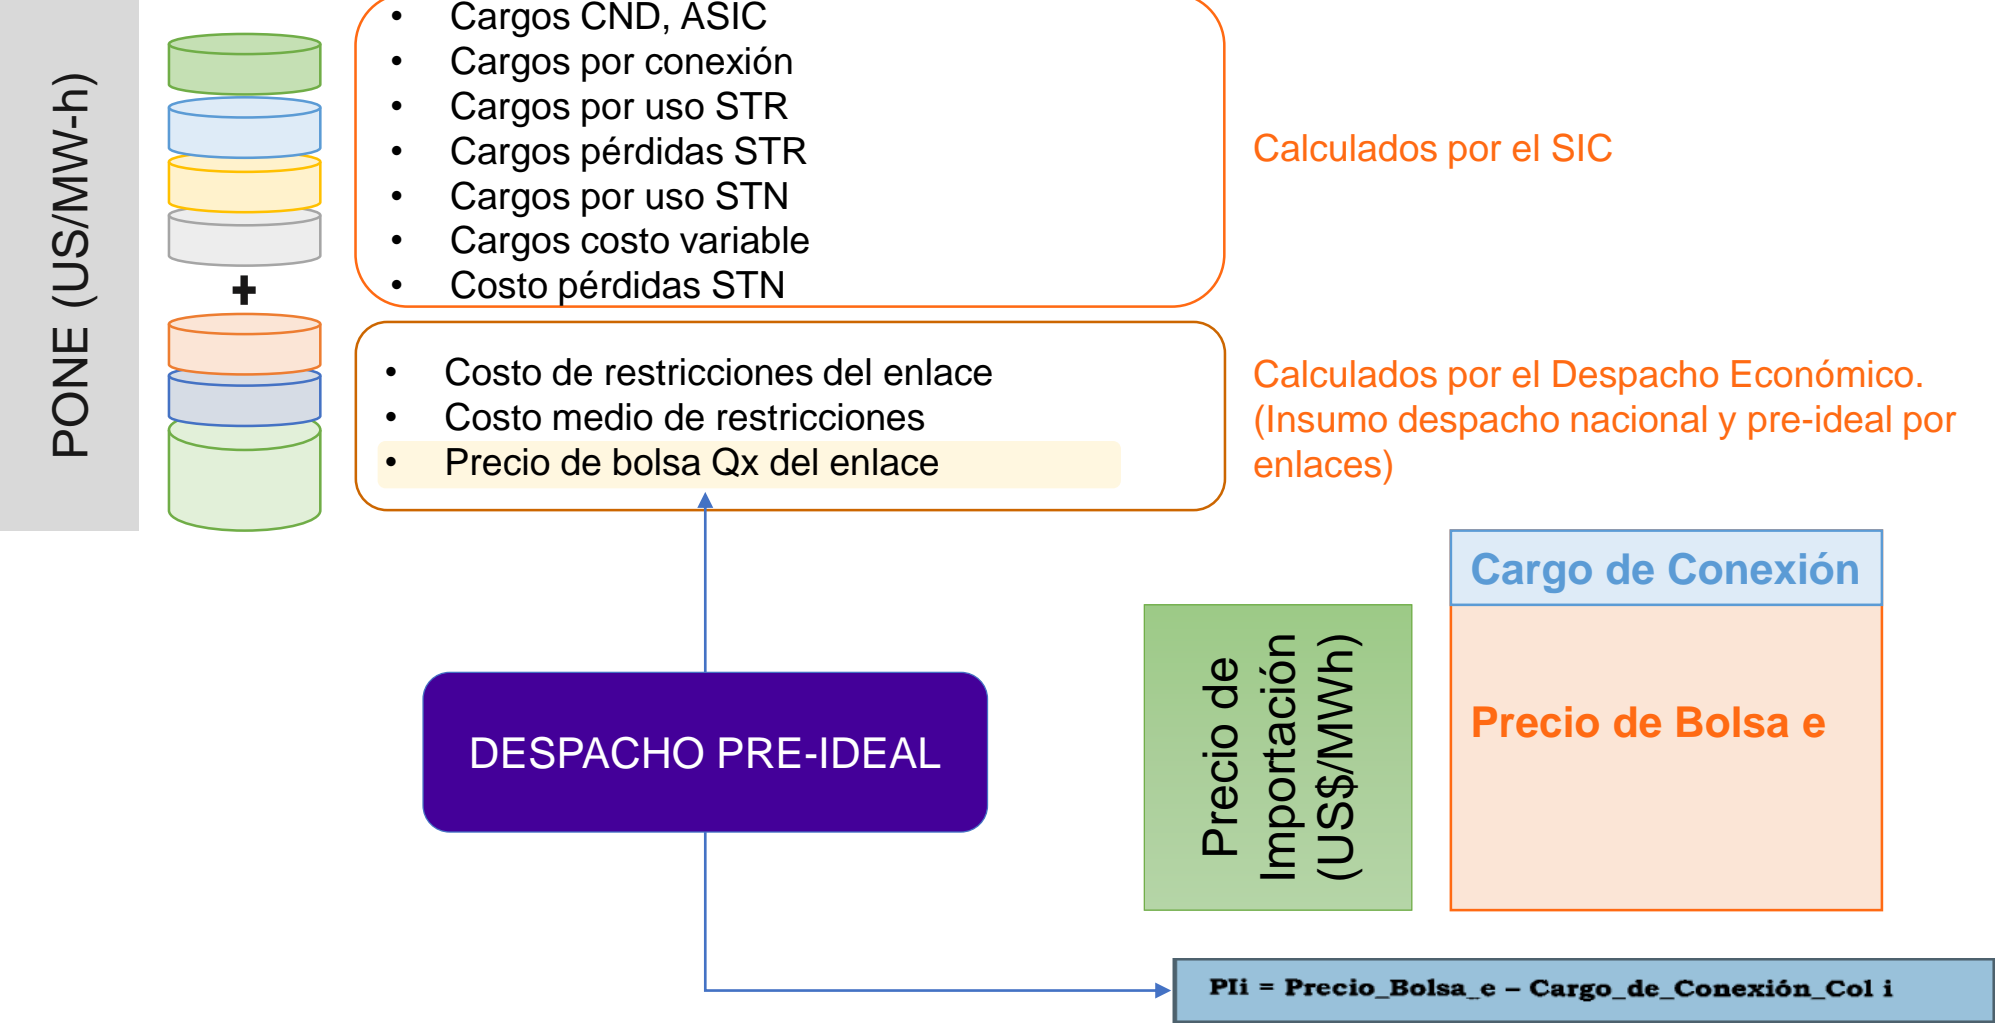 PONE (US/MW-h)
• Cargos CND, ASIC
• Cargos por conexión
• Cargos por uso STR
• Cargos pérdidas STR
• Cargos por uso STN
• Cargos costo variable
• Costo pérdidas STN
Calculados por el SIC
+
• Costo de restricciones del enlace
• Costo medio de restricciones
• Precio de bolsa Qx del enlace
Calculados por el Despacho Económico.
(Insumo despacho nacional y pre-ideal por
enlaces)
DESPACHO PRE-IDEAL
Precio de
Importación
(US$/MWh)
Cargo de Conexión
Precio de Bolsa e
PIi = Precio_Bolsa_e – Cargo_de_Conexión_Col i